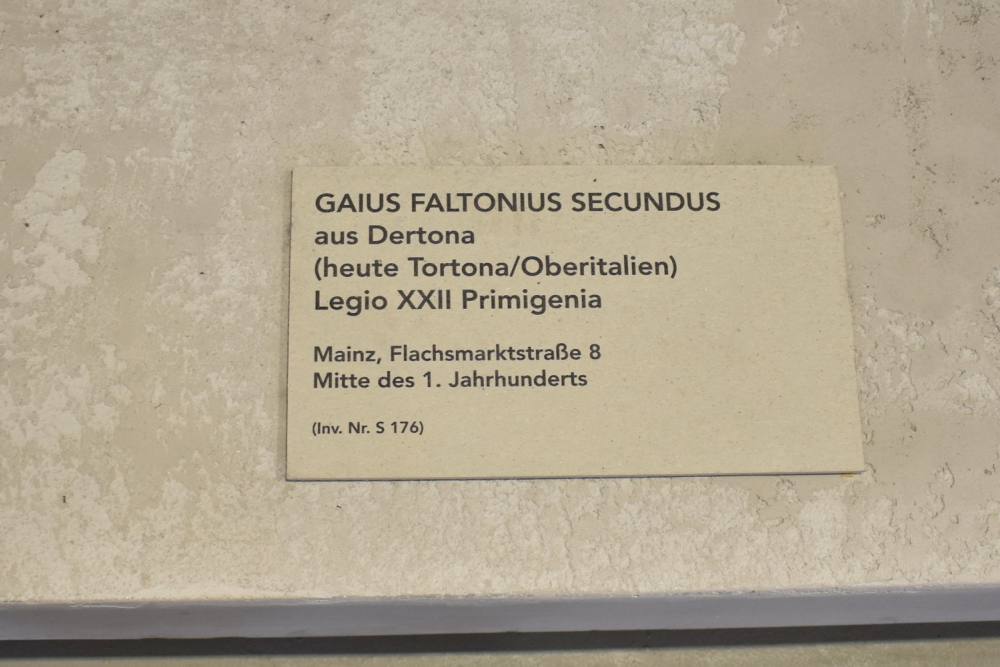 GAIUS FALTONIUS SECUNDUS
aus Dertona
(heute Tortona/Oberitalien)
Legio XXII Primigenia
Mainz, Flachsmarktstraße 8
Mitte des 1. Jahrhunderts
(Inv. Nr. S 176)